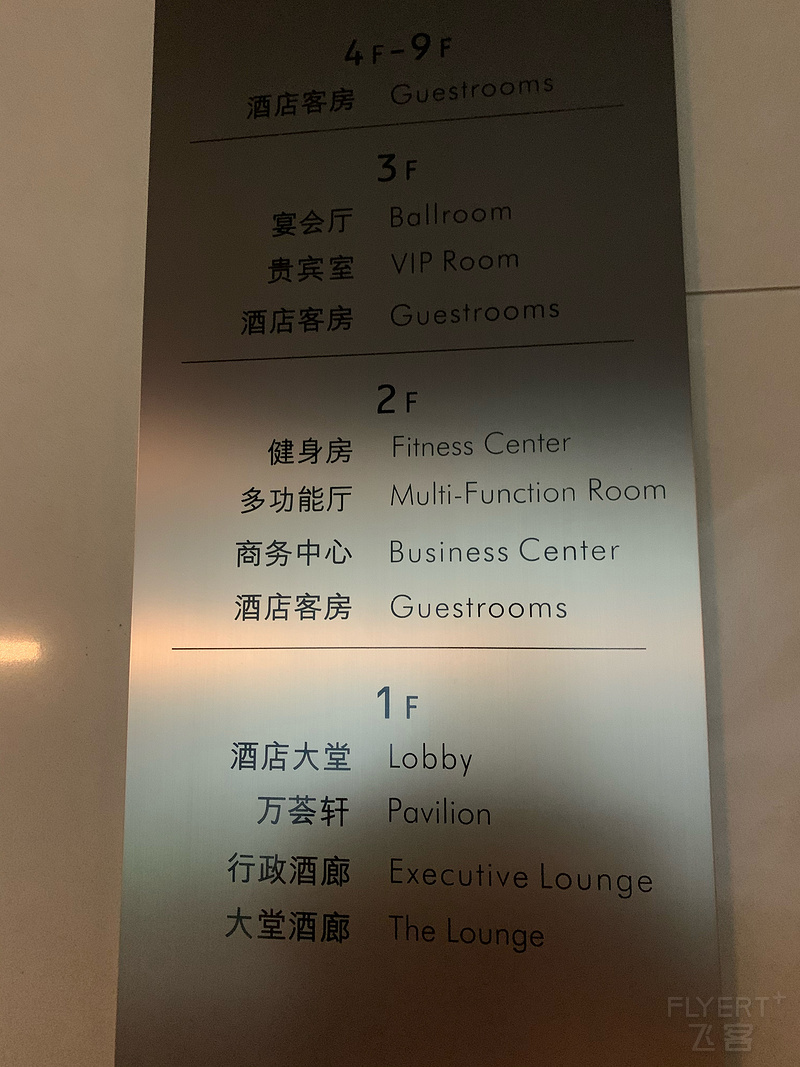 4F-9F
酒店客房 Guestrooms
3F
宴会厅 Ballroom
贵宾室 VIP Room
酒店客房 Guestrooms
2F
健身房 Fitness Center
多功能厅 Multi-Function Room
商务中心 Business Center
酒店客房 Guestrooms
1F
酒店大堂 Lobby
万荟轩 Pavilion
行政酒廊 Executive Lounge
大堂酒廊 The Lounge
FLYERT+
飞客